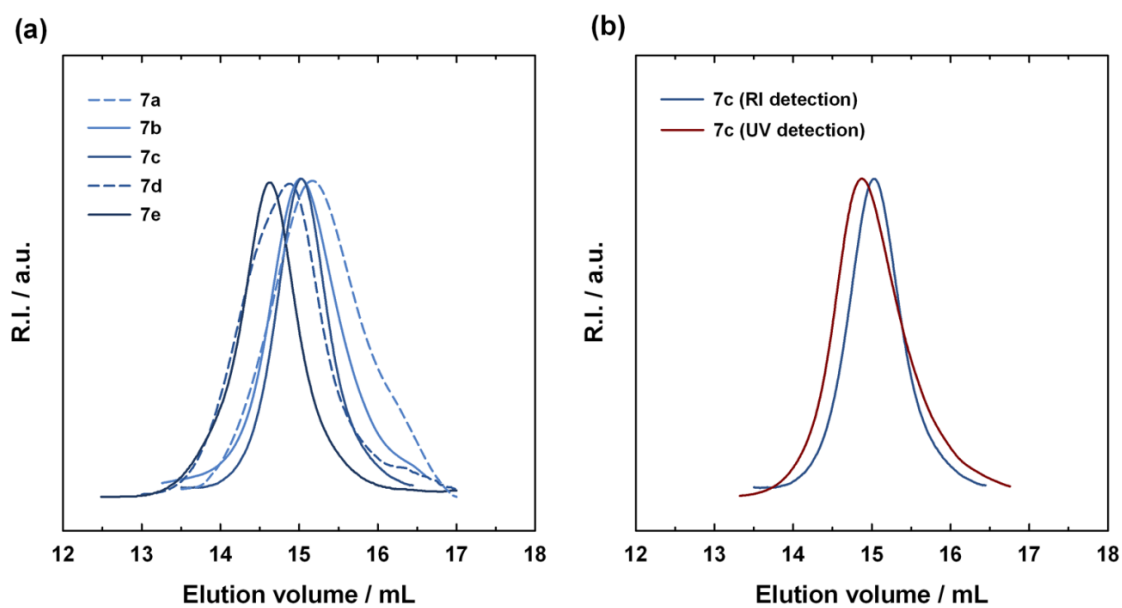 (a)
7a
7b
7c
7d
7e
R.I. / a.u.
12 13 14 15 16 17 18
Elution volume / mL
(b)
7c (RI detection)
7c (UV detection)
R.I. / a.u.
12 13 14 15 16 17 18
Elution volume / mL